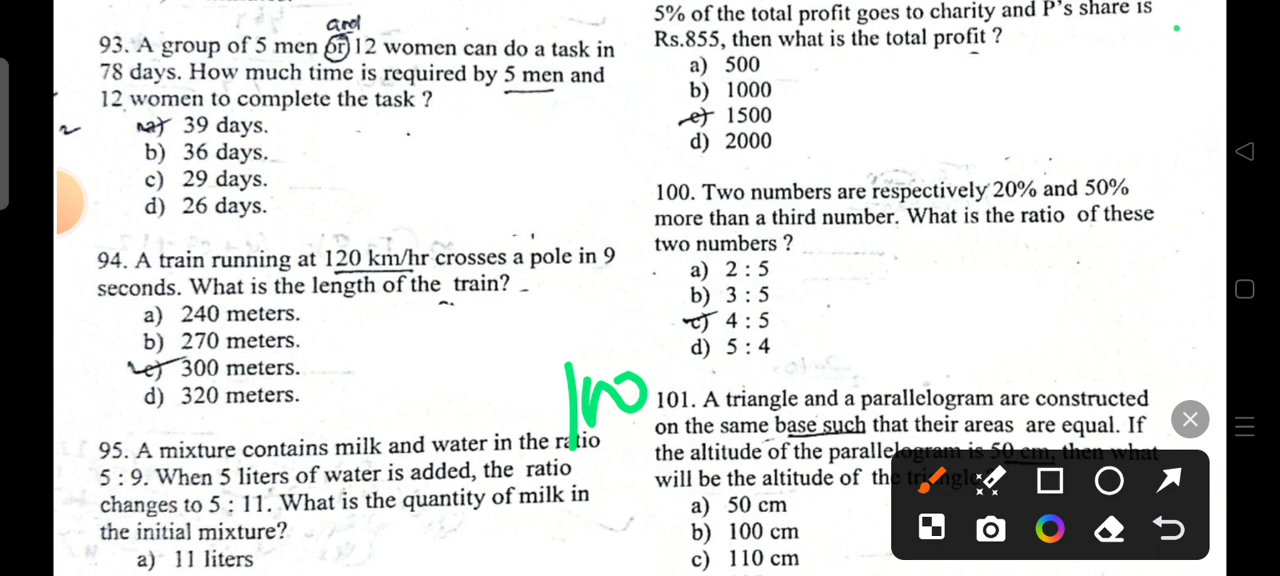 and
93. A group of 5 men or 12 women can do a task in
78 days. How much time is required by 5 men and
12 women to complete the task ?
a) 39 days.
b) 36 days.
c) 29 days.
d) 26 days.
94. A train running at 120 km/hr crosses a pole in 9
seconds. What is the length of the train?
a) 240 meters.
b) 270 meters.
c) 300 meters.
d) 320 meters.
95. A mixture contains milk and water in the ratio
5 : 9. When 5 liters of water is added, the ratio
changes to 5 : 11. What is the quantity of milk in
the initial mixture?
a) 11 liters
5% of the total profit goes to charity and P's share is
Rs.855, then what is the total profit ?
a) 500
b) 1000
c) 1500
d) 2000
100. Two numbers are respectively 20% and 50%
more than a third number. What is the ratio of these
two numbers ?
a) 2 : 5
b) 3 : 5
c) 4 : 5
d) 5 : 4
100
101. A triangle and a parallelogram are constructed
on the same base such that their areas are equal. If
the altitude of the parallelogram is 50 cm, then what
will be the altitude of the triangle
a) 50 cm
b) 100 cm
c) 110 cm